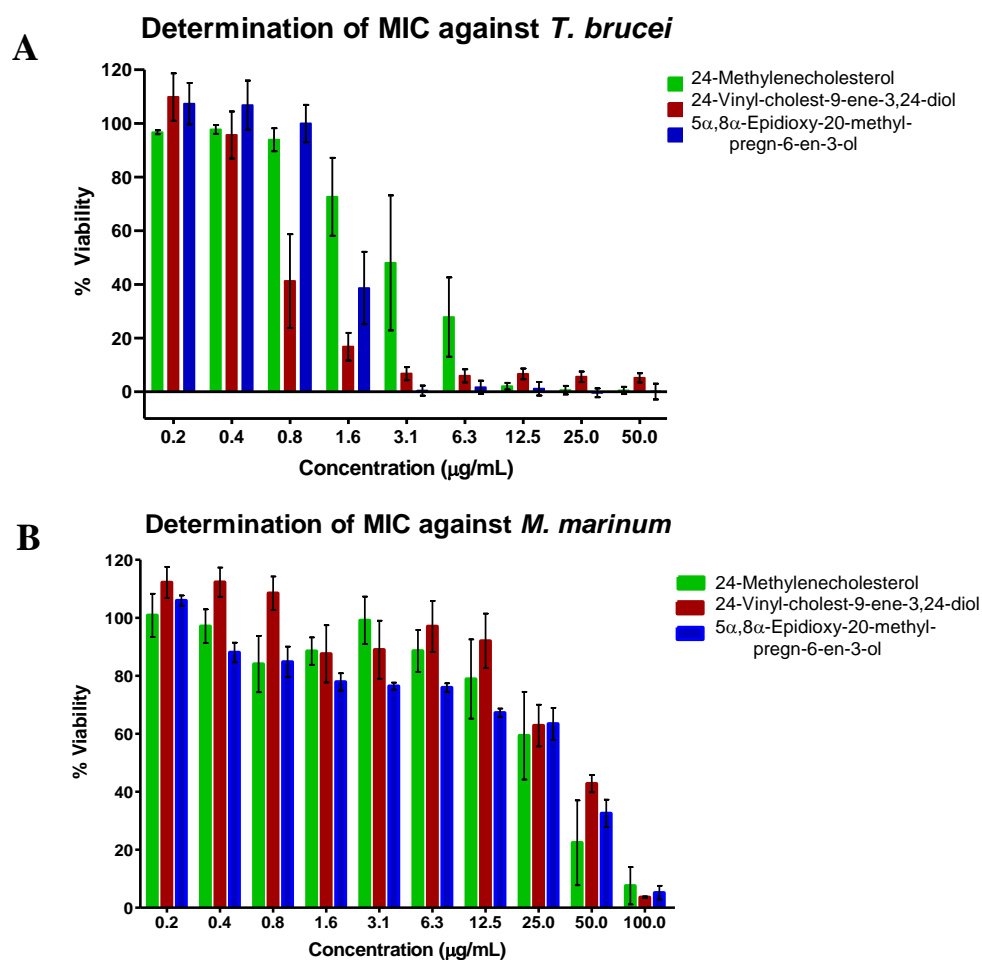 A
Determination of MIC against T. brucei
24-Methylenecholesterol
24-Vinyl-cholest-9-ene-3,24-diol
5α,8α-Epidioxy-20-methyl-
pregn-6-en-3-ol
% Viability
120
100
80
60
40
20
0
0.2 0.4 0.8 1.6 3.1 6.3 12.5 25.0 50.0
Concentration (μg/mL)
B
Determination of MIC against M. marinum
24-Methylenecholesterol
24-Vinyl-cholest-9-ene-3,24-diol
5α,8α-Epidioxy-20-methyl-
pregn-6-en-3-ol
% Viability
120
100
80
60
40
20
0
0.2 0.4 0.8 1.6 3.1 6.3 12.5 25.0 50.0 100.0
Concentration (μg/mL)